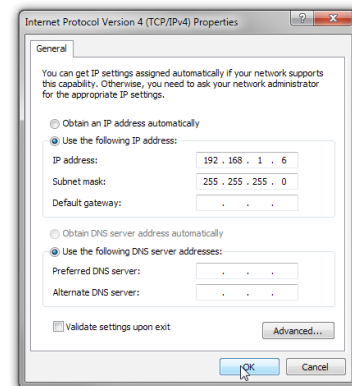 Internet Protocol Version 4 (TCP/IPv4) Properties
General
You can get IP settings assigned automatically if your network supports
this capability. Otherwise, you need to ask your network administrator
for the appropriate IP settings.
Obtain an IP address automatically
Use the following IP address:
IP address: 192 . 168 . 1 . 6
Subnet mask: 255 . 255 . 255 . 0
Default gateway: . . .
Obtain DNS server address automatically
Use the following DNS server addresses:
Preferred DNS server: . . .
Alternate DNS server: . . .
Validate settings upon exit
Advanced...
OK Cancel